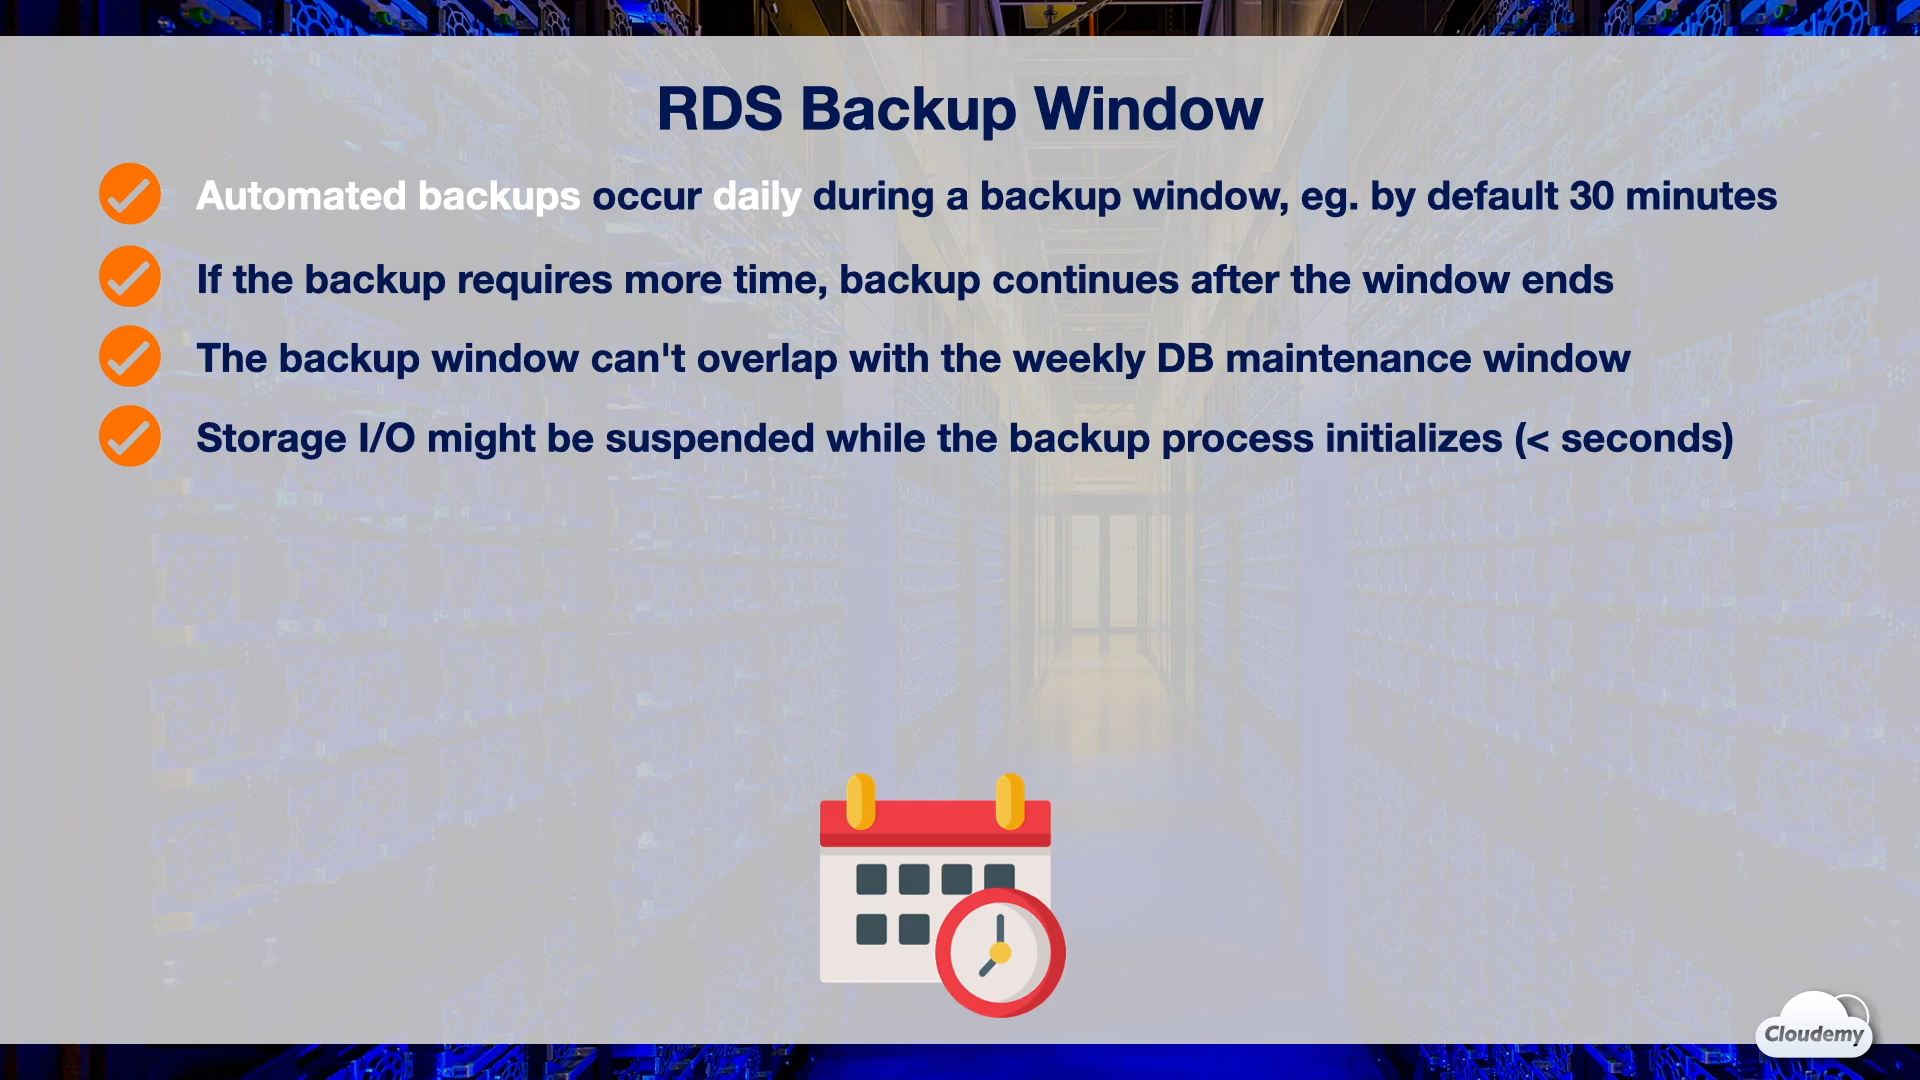 RDS Backup Window
Automated backups occur daily during a backup window, eg. by default 30 minutes
If the backup requires more time, backup continues after the window ends
The backup window can't overlap with the weekly DB maintenance window
Storage I/O might be suspended while the backup process initializes (< seconds)
Cloudemy